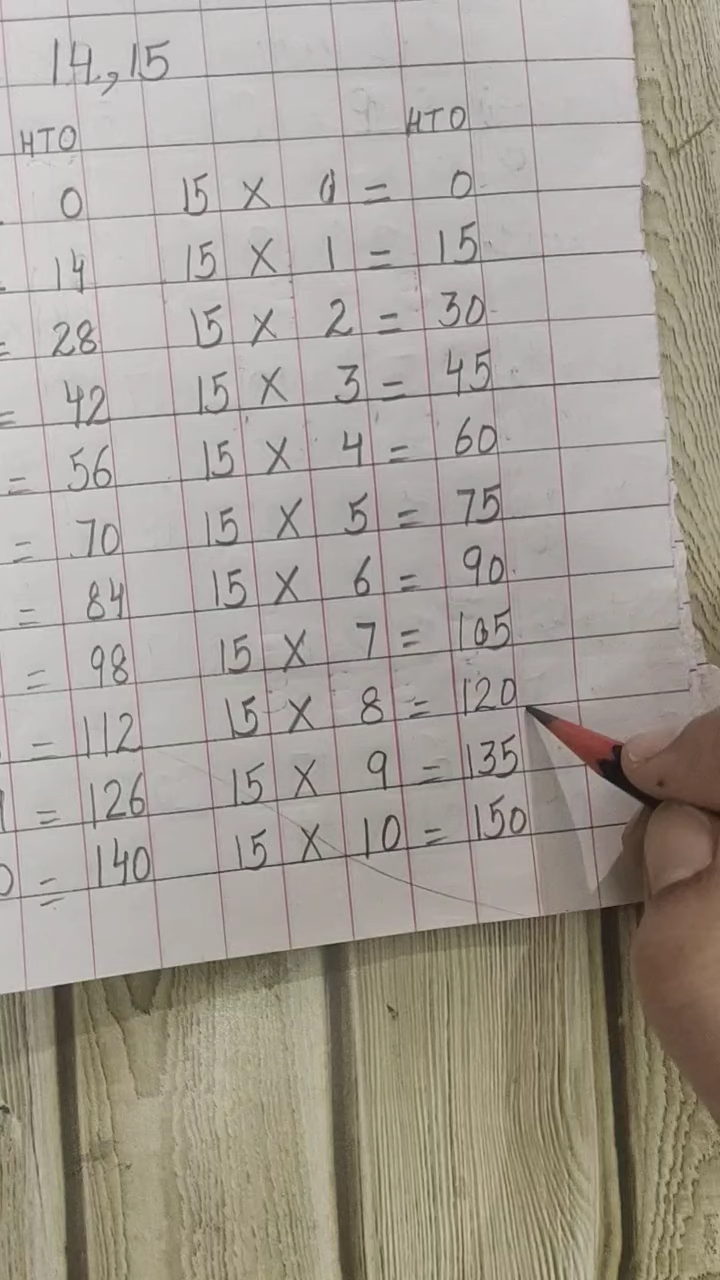 14,15
HTO HTO
0 15 X 0 = 0
14 15 X 1 = 15
= 28 15 X 2 = 30
= 42 15 X 3 = 45
= 56 15 X 4 = 60
= 70 15 X 5 = 75
= 84 15 X 6 = 90
= 98 15 X 7 = 105
= 112 15 X 8 = 120
= 126 15 X 9 = 135
0 = 140 15 X 10 = 150